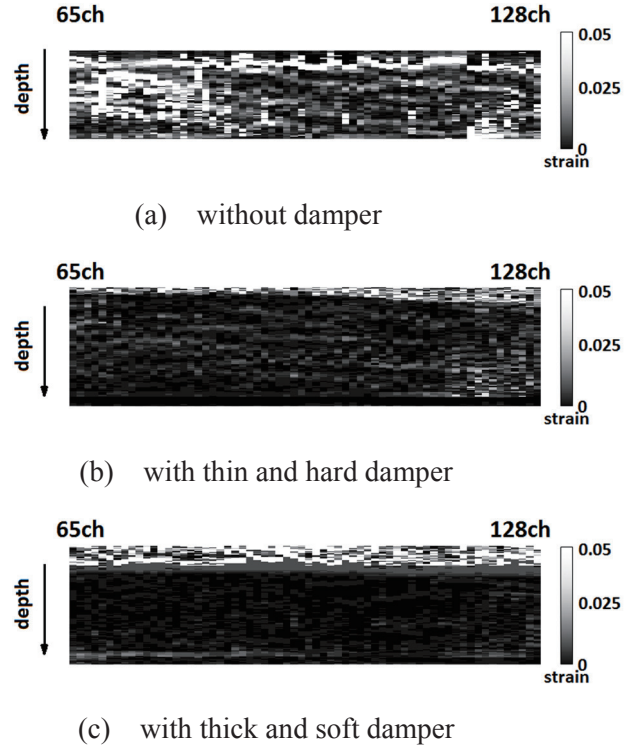 65ch 128ch
depth
0.05
0.025
0
strain
(a) without damper
65ch 128ch
depth
0.05
0.025
0
strain
(b) with thin and hard damper
65ch 128ch
depth
0.05
0.025
0
strain
(c) with thick and soft damper